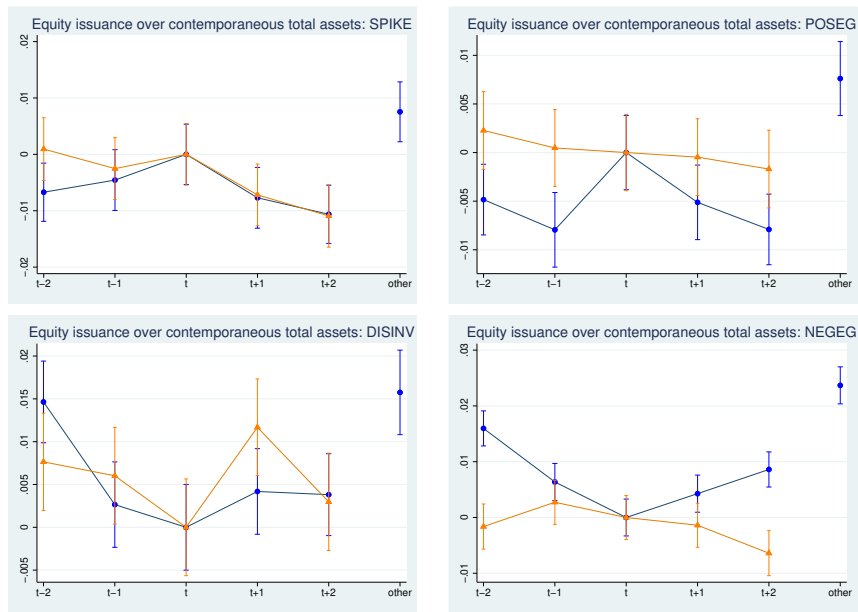 Equity issuance over contemporaneous total assets: SPIKE
.02
.01
0
−.01
−.02
t−2 t−1 t t+1 t+2 other
Equity issuance over contemporaneous total assets: POSEG
.01
.005
0
−.005
−.01
t−2 t−1 t t+1 t+2 other
Equity issuance over contemporaneous total assets: DISINV
.02
.015
.01
.005
0
−.005
t−2 t−1 t t+1 t+2 other
Equity issuance over contemporaneous total assets: NEGEG
.03
.02
.01
0
−.01
t−2 t−1 t t+1 t+2 other